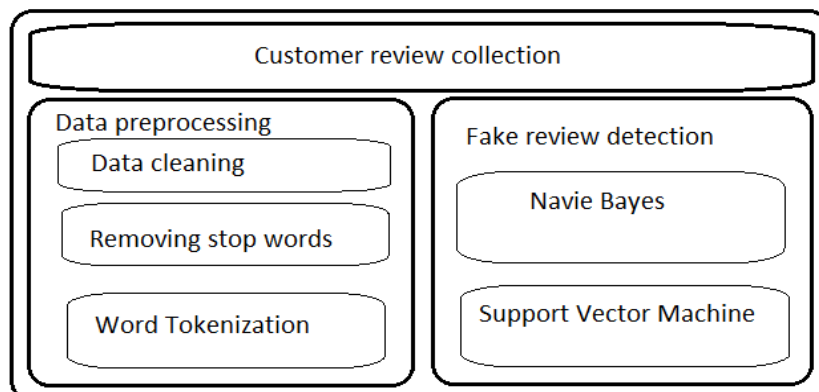 Customer review collection
Data preprocessing
Data cleaning
Removing stop words
Word Tokenization
Fake review detection
Navie Bayes
Support Vector Machine